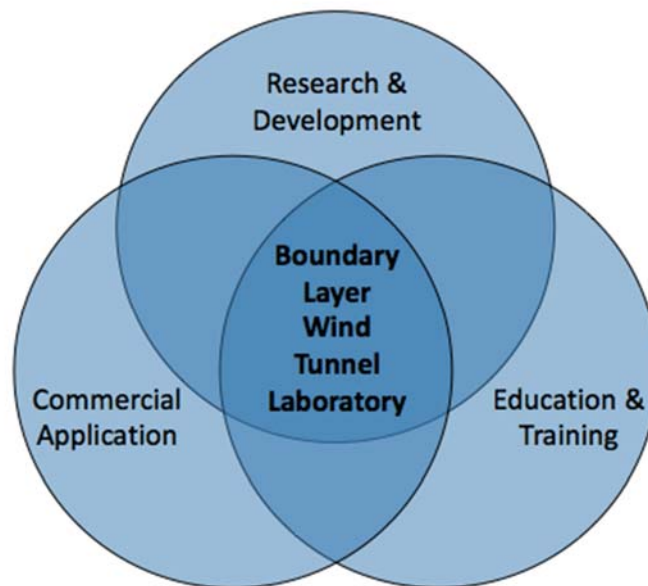 Research &
Development
Boundary
Layer
Wind
Tunnel
Laboratory
Commercial
Application
Education &
Training